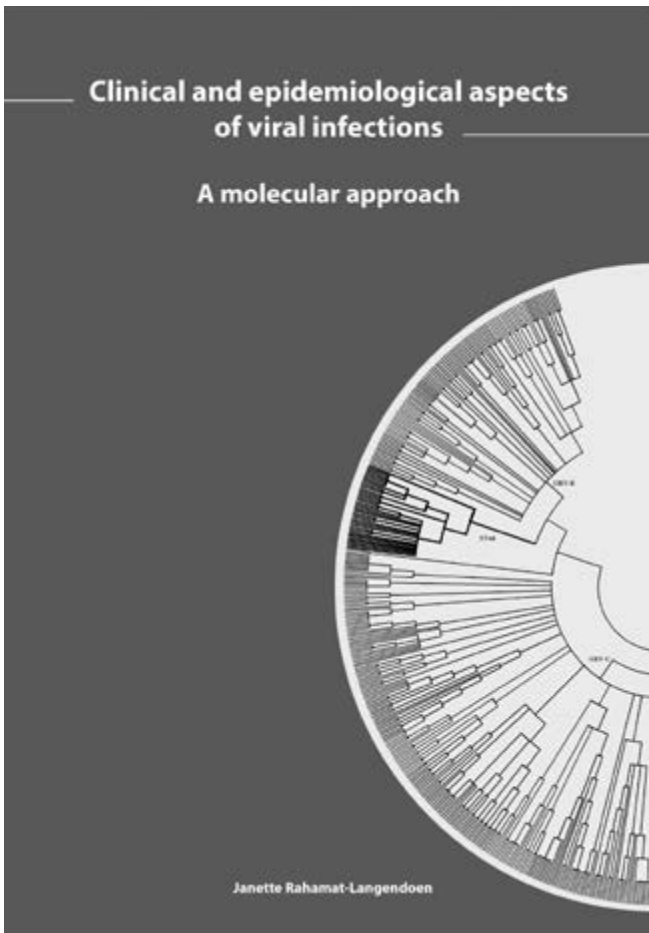 Clinical and epidemiological aspects
of viral infections
A molecular approach
Janette Rahamat-Langendoen